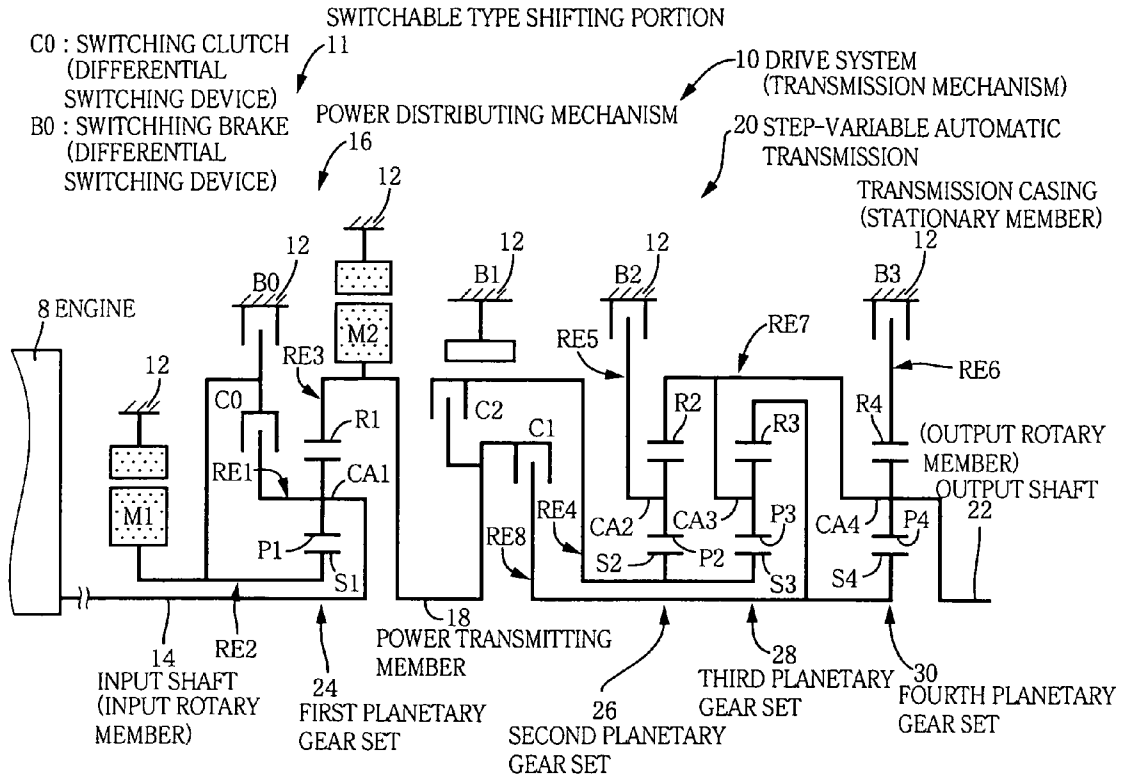 SWITCHABLE TYPE SHIFTING PORTION
11
C0 : SWITCHING CLUTCH
(DIFFERENTIAL
SWITCHING DEVICE)
B0 : SWITCHHING BRAKE
(DIFFERENTIAL
SWITCHING DEVICE)
10 DRIVE SYSTEM
(TRANSMISSION MECHANISM)
POWER DISTRIBUTING MECHANISM
16
20 STEP-VARIABLE AUTOMATIC
TRANSMISSION
TRANSMISSION CASING
(STATIONARY MEMBER)
12
12
12
12
12
12
B0
B1
B2
B3
8 ENGINE
M2
RE3
RE5
RE7
RE6
C0
C2
C1
R1
R2
R3
R4
(OUTPUT ROTARY
MEMBER)
OUTPUT SHAFT
22
M1
RE1
CA1
RE8
RE4
CA2
CA3
CA4
P1
S1
S2
P2
P3
S3
S4
P4
RE2
14
INPUT SHAFT
(INPUT ROTARY
MEMBER)
24
FIRST PLANETARY
GEAR SET
18
POWER TRANSMITTING
MEMBER
26
SECOND PLANETARY
GEAR SET
28
THIRD PLANETARY
GEAR SET
30
FOURTH PLANETARY
GEAR SET